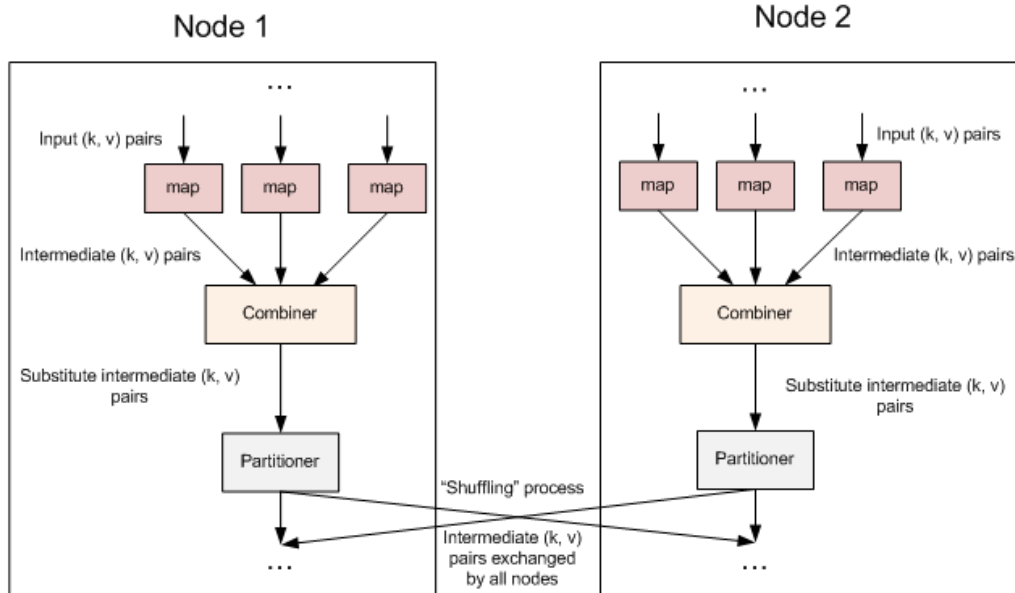 Node 1
Node 2
...
...
Input (k, v) pairs
Input (k, v) pairs
map
map
map
map
map
map
Intermediate (k, v) pairs
Intermediate (k, v) pairs
Combiner
Combiner
Substitute intermediate (k, v)
pairs
Substitute intermediate (k, v)
pairs
Partitioner
Partitioner
“Shuffling” process
Intermediate (k, v)
pairs exchanged
by all nodes
...
...